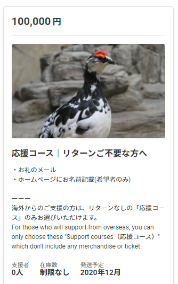 100,000 円
応援コース｜リターンご不要な方へ
・お礼のメール
・ホームページにお名前記載(希望者のみ)
ーーー
海外からのご支援の方は、リターンなしの「応援コー
ス」のみお選びいただけます。
For those who will support from overseas, you can
only choose these "Support courses（応援コース）"
which don't include any merchandise or ticket.
支援者 在庫数 発送予定
0人 制限なし 2020年12月